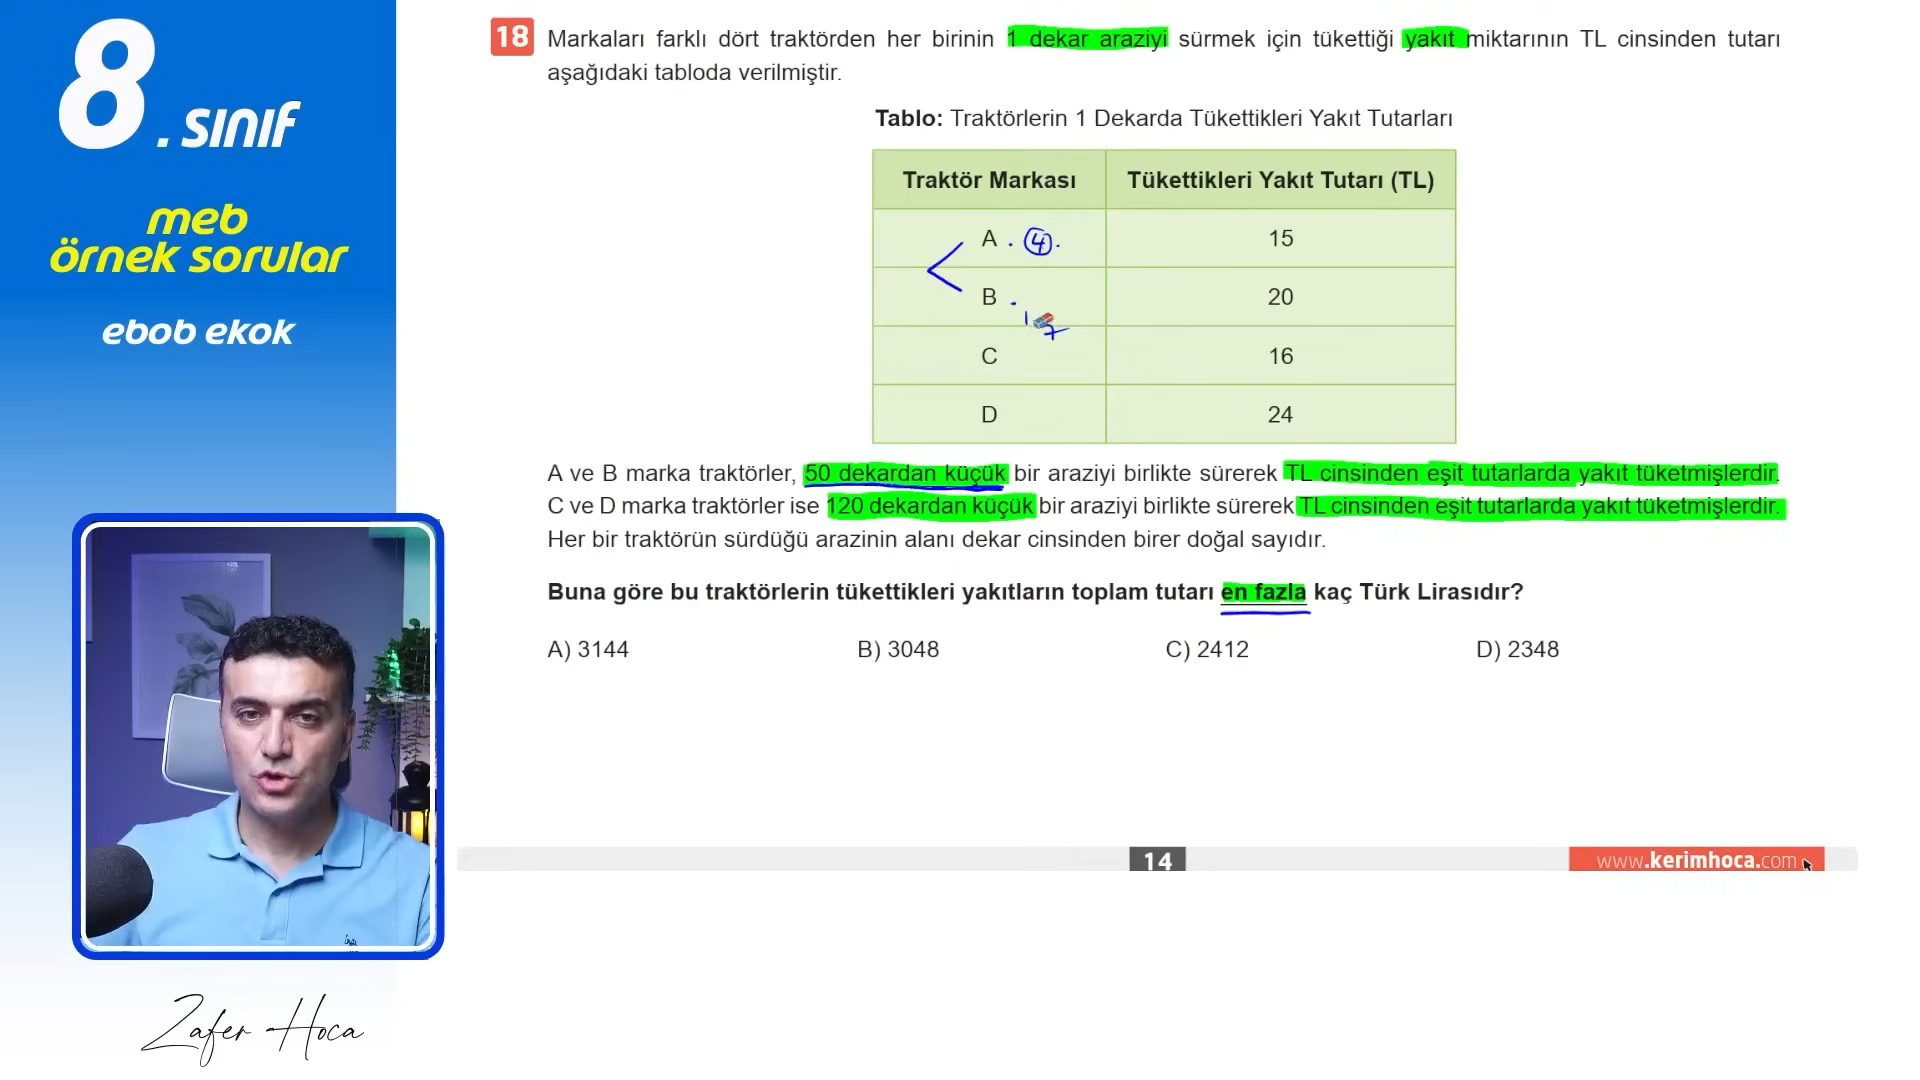 8. sınıf
meb
örnek sorular
ebob ekok
Zafer Hoca
18 Markaları farklı dört traktörden her birinin 1 dekar araziyi sürmek için tükettiği yakıt miktarının TL cinsinden tutarı
aşağıdaki tabloda verilmiştir.
Tablo: Traktörlerin 1 Dekarda Tükettikleri Yakıt Tutarları
Traktör Markası Tükettikleri Yakıt Tutarı (TL)
A . 4. 15
B . 20
C 16
D 24
A ve B marka traktörler, 50 dekardan küçük bir araziyi birlikte sürerek TL cinsinden eşit tutarlarda yakıt tüketmişlerdir.
C ve D marka traktörler ise 120 dekardan küçük bir araziyi birlikte sürerek TL cinsinden eşit tutarlarda yakıt tüketmişlerdir.
Her bir traktörün sürdüğü arazinin alanı dekar cinsinden birer doğal sayıdır.
Buna göre bu traktörlerin tükettikleri yakıtların toplam tutarı en fazla kaç Türk Lirasıdır?
A) 3144 B) 3048 C) 2412 D) 2348
14
www.kerimhoca.com